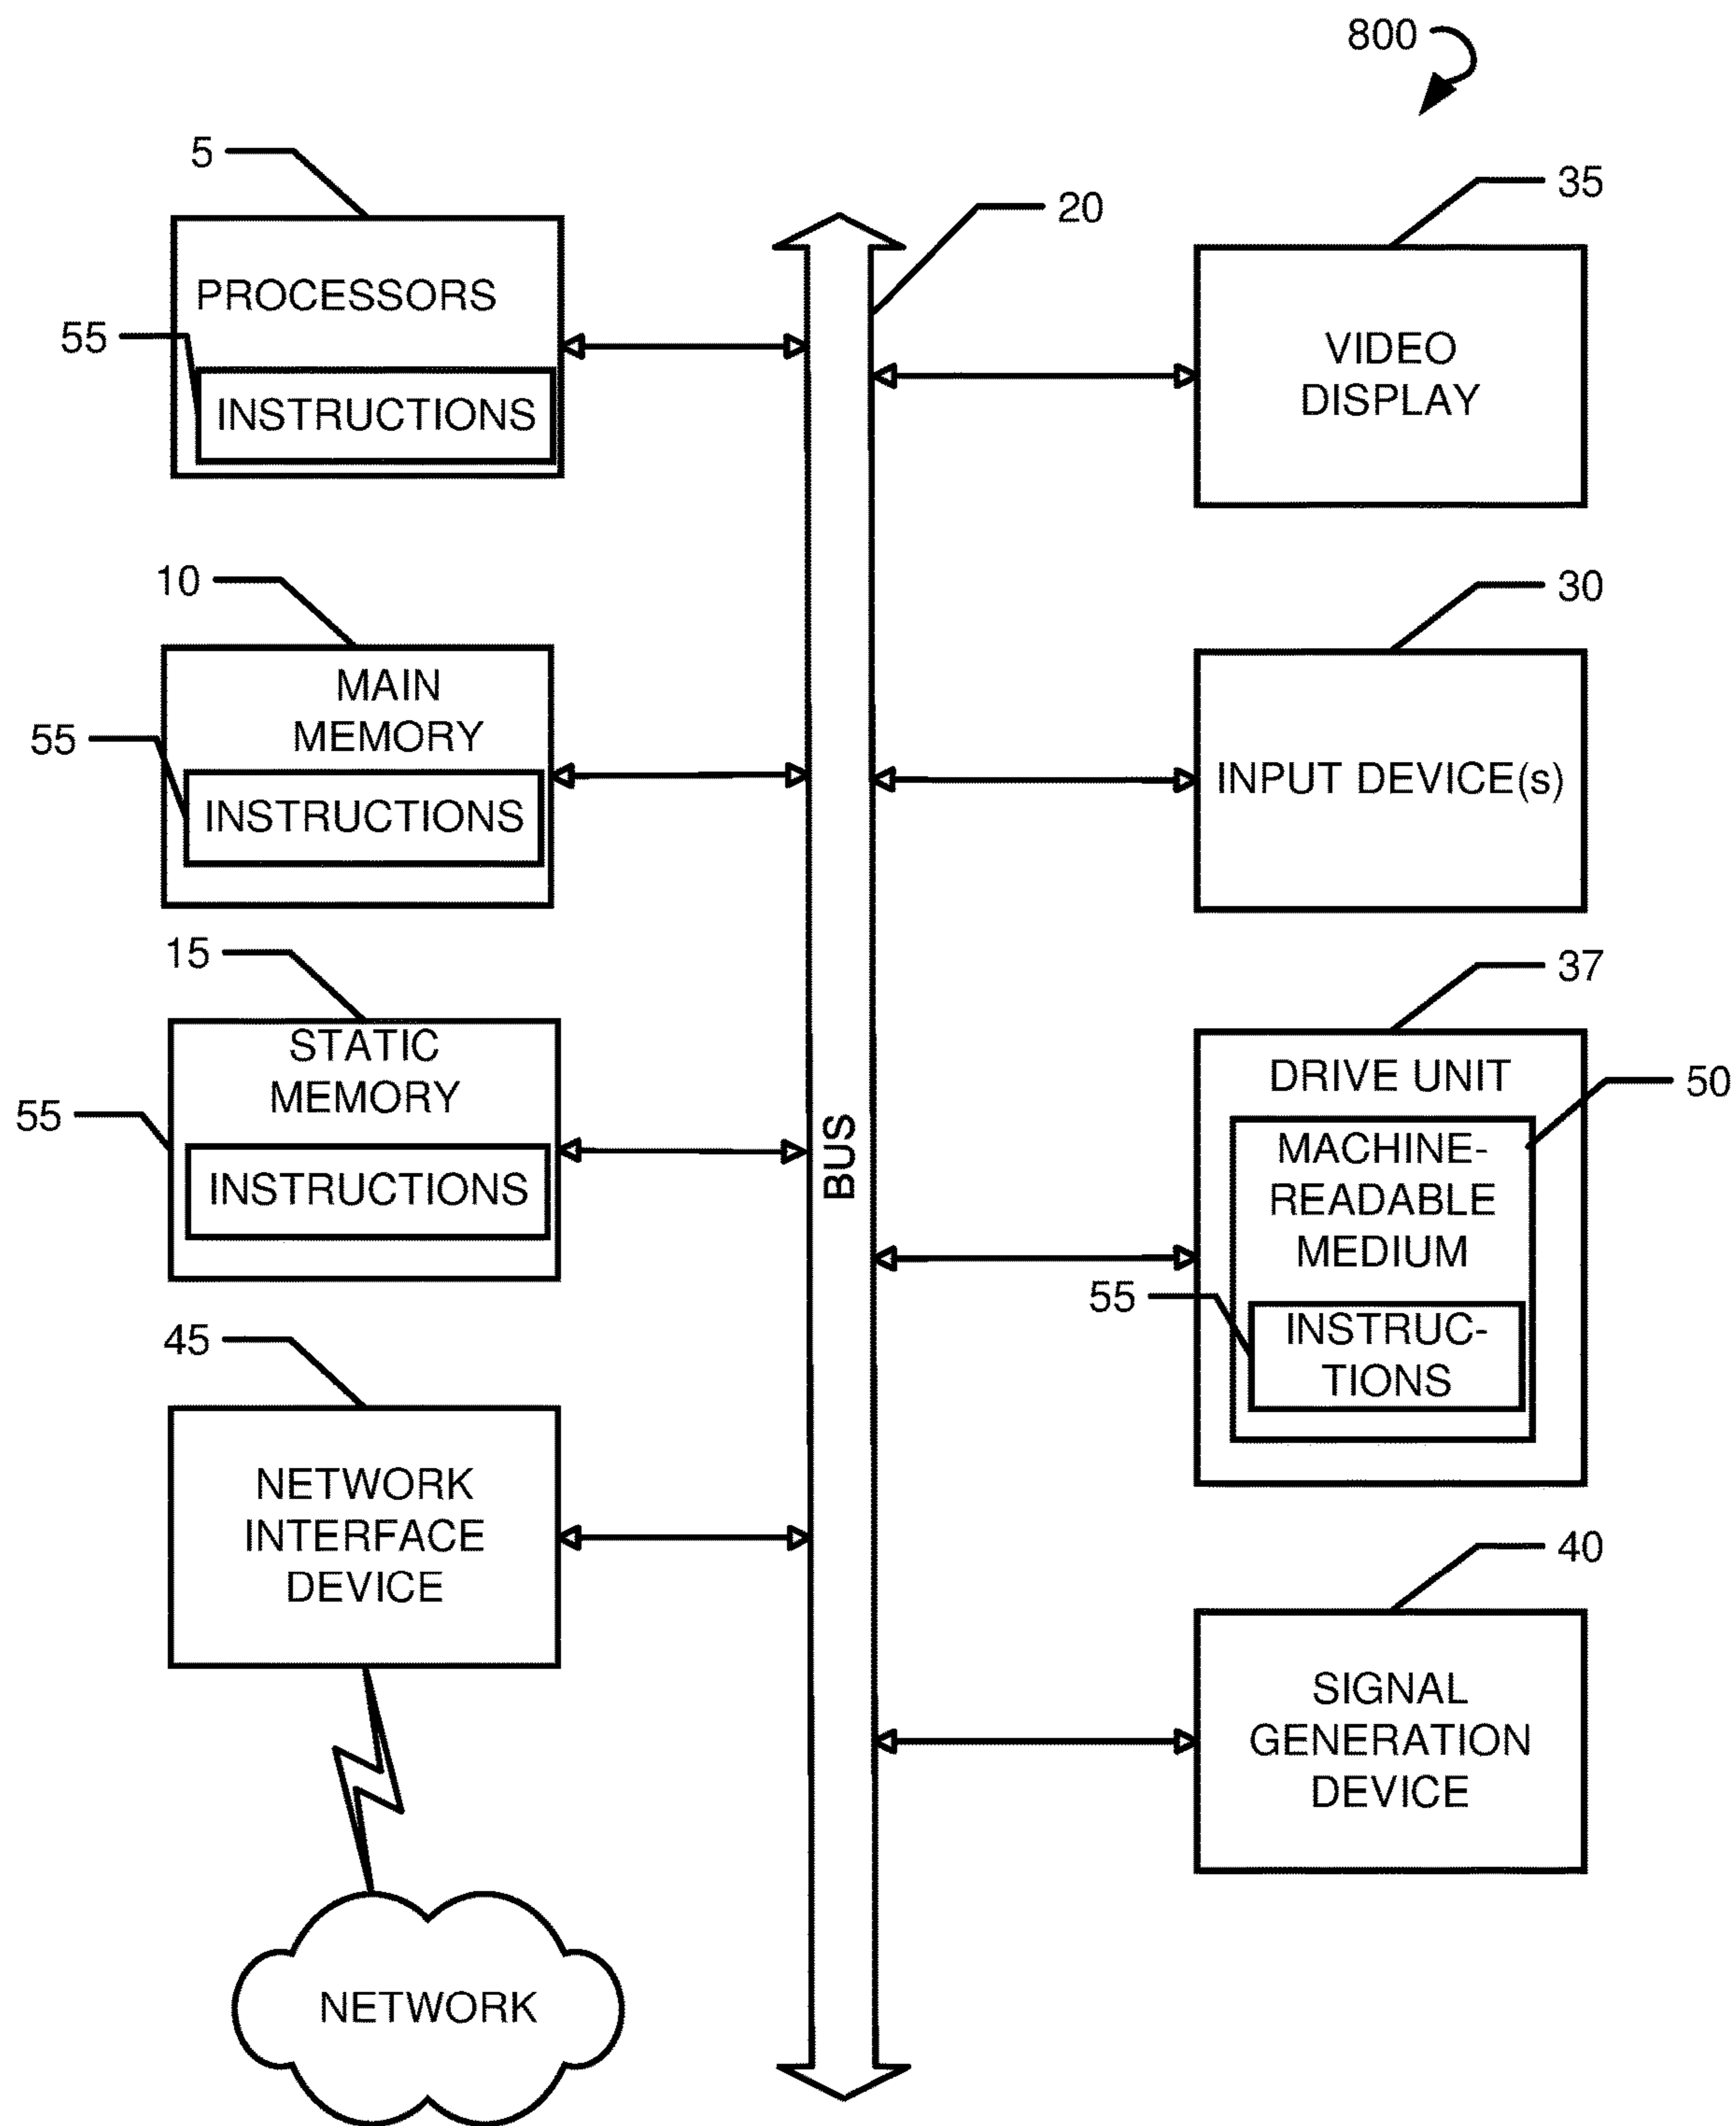 800
5
PROCESSORS
55
INSTRUCTIONS
20
35
VIDEO
DISPLAY
10
MAIN
MEMORY
55
INSTRUCTIONS
30
INPUT DEVICE(s)
15
STATIC
MEMORY
55
INSTRUCTIONS
BUS
37
DRIVE UNIT
50
MACHINE-
READABLE
MEDIUM
55
INSTRUC-
TIONS
45
NETWORK
INTERFACE
DEVICE
40
SIGNAL
GENERATION
DEVICE
NETWORK